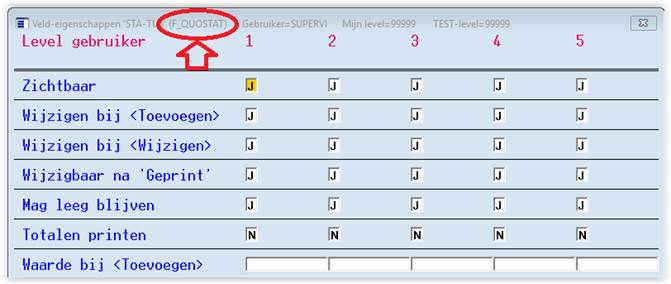 Veld-eigenschappen 'STA-TUS' (F_QUOSTAT) Gebruiker=SUPERVI Mijn level=99999 TEST-level=99999
Level gebruiker 1 2 3 4 5
Zichtbaar J J J J J
Wijzigen bij <Toevoegen> J J J J J
Wijzigen bij <Wijzigen> J J J J J
Wijzigbaar na 'Geprint' J J J J J
Mag leeg blijven J J J J J
Totalen printen N N N N N
Waarde bij <Toevoegen>